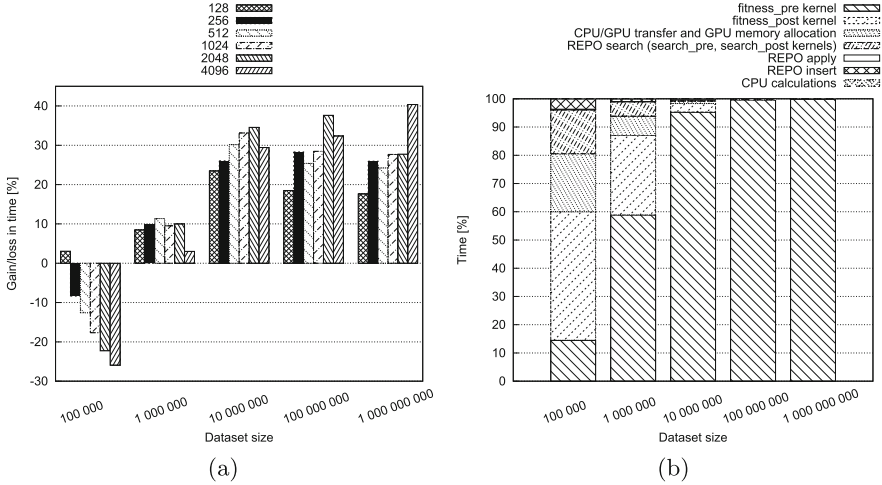 128
256
512
1024
2048
4096
40
30
20
10
0
-10
-20
-30
Gain/loss in time [%]
100 000
1 000 000
10 000 000
100 000 000
1 000 000 000
Dataset size
(a)
fitness_pre kernel
fitness_post kernel
CPU/GPU transfer and GPU memory allocation
REPO search (search_pre, search_post kernels)
REPO apply
REPO insert
CPU calculations
100
90
80
70
60
50
40
30
20
10
0
Time [%]
100 000
1 000 000
10 000 000
100 000 000
1 000 000 000
Dataset size
(b)